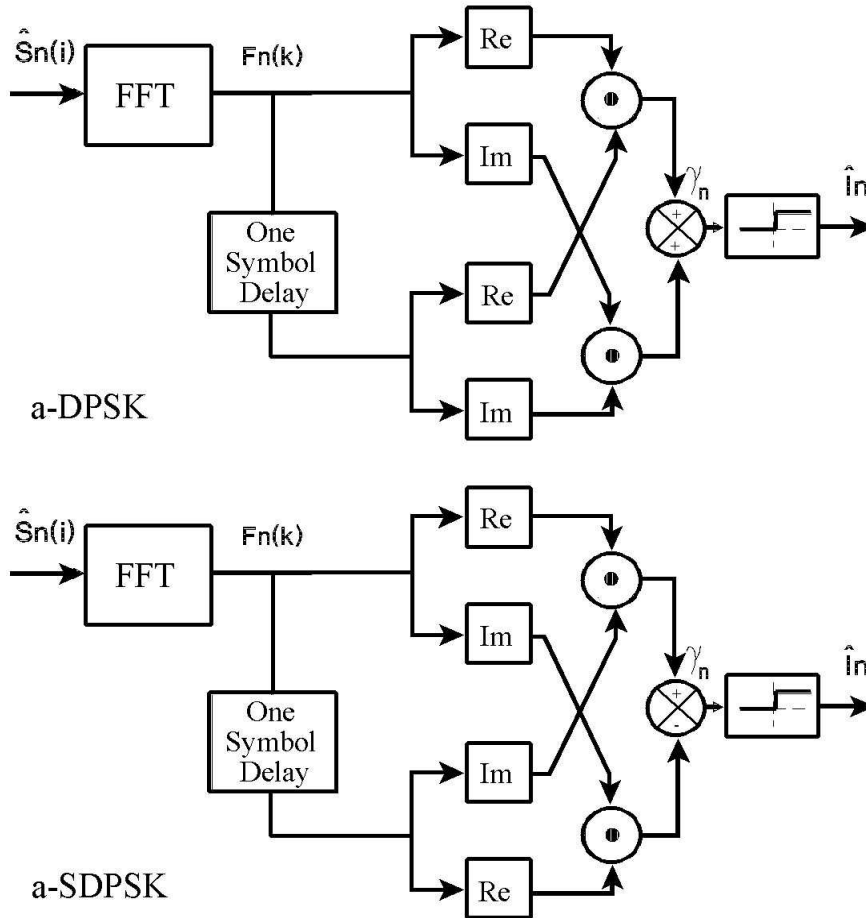 Ŝn(i)
FFT
Fn(k)
Re
Im
One
Symbol
Delay
Re
Im
γn
+
+
În
a-DPSK
Ŝn(i)
FFT
Fn(k)
Re
Im
One
Symbol
Delay
Im
Re
γn
+
-
În
a-SDPSK